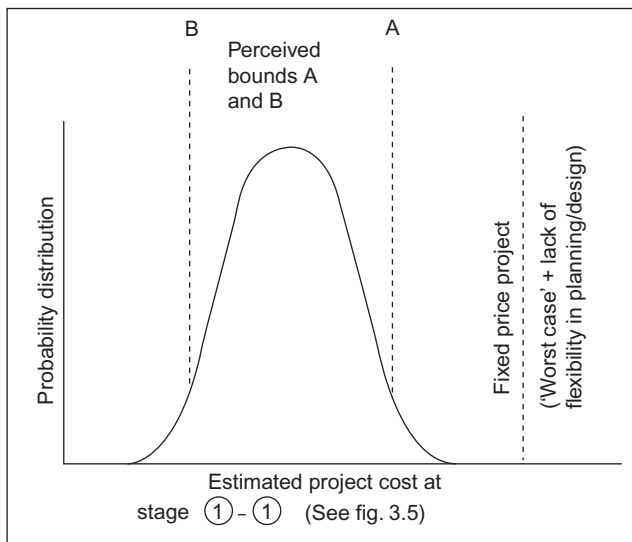 B
A
Perceived
bounds A
and B
Probability distribution
Fixed price project
(‘Worst case’ + lack of
flexibility in planning/design)
Estimated project cost at
stage 1 - 1 (See fig. 3.5)